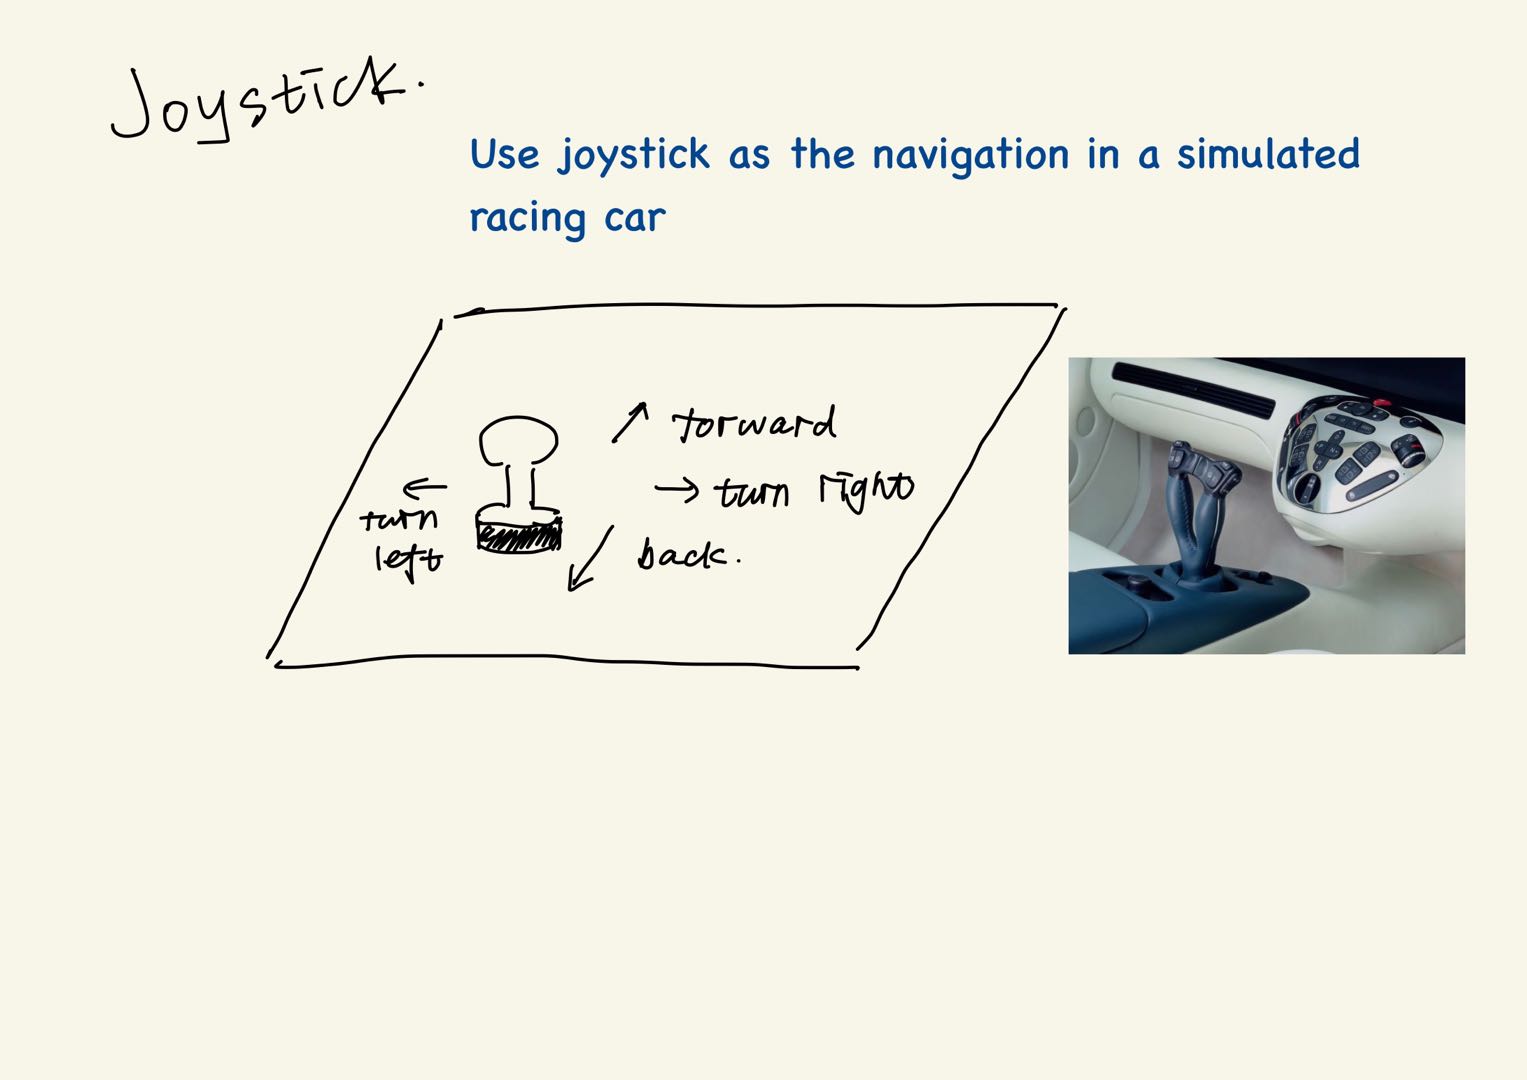 Joystick.
Use joystick as the navigation in a simulated
racing car
forward
turn right
turn
left
back.